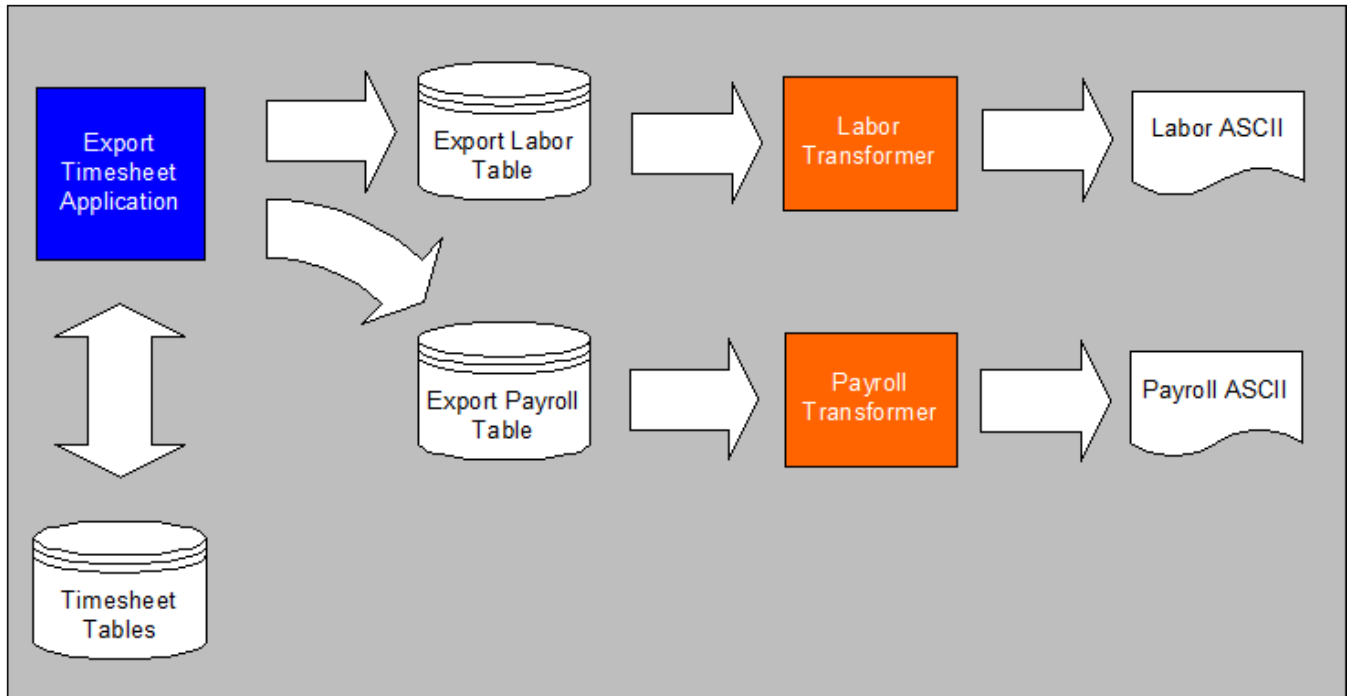 Export
Timesheet
Application
Export Labor
Table
Labor
Transformer
Labor ASCII
Export Payroll
Table
Payroll
Transformer
Payroll ASCII
Timesheet
Tables